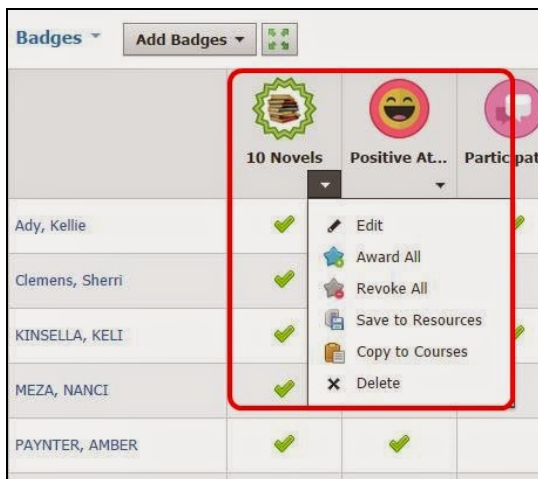 Badges
Add Badges
10 Novels
Positive At...
Participat
Ady, Kellie
Edit
Award All
Clemens, Sherri
Revoke All
Save to Resources
KINSELLA, KELI
Copy to Courses
MEZA, NANCI
Delete
PAYNTER, AMBER